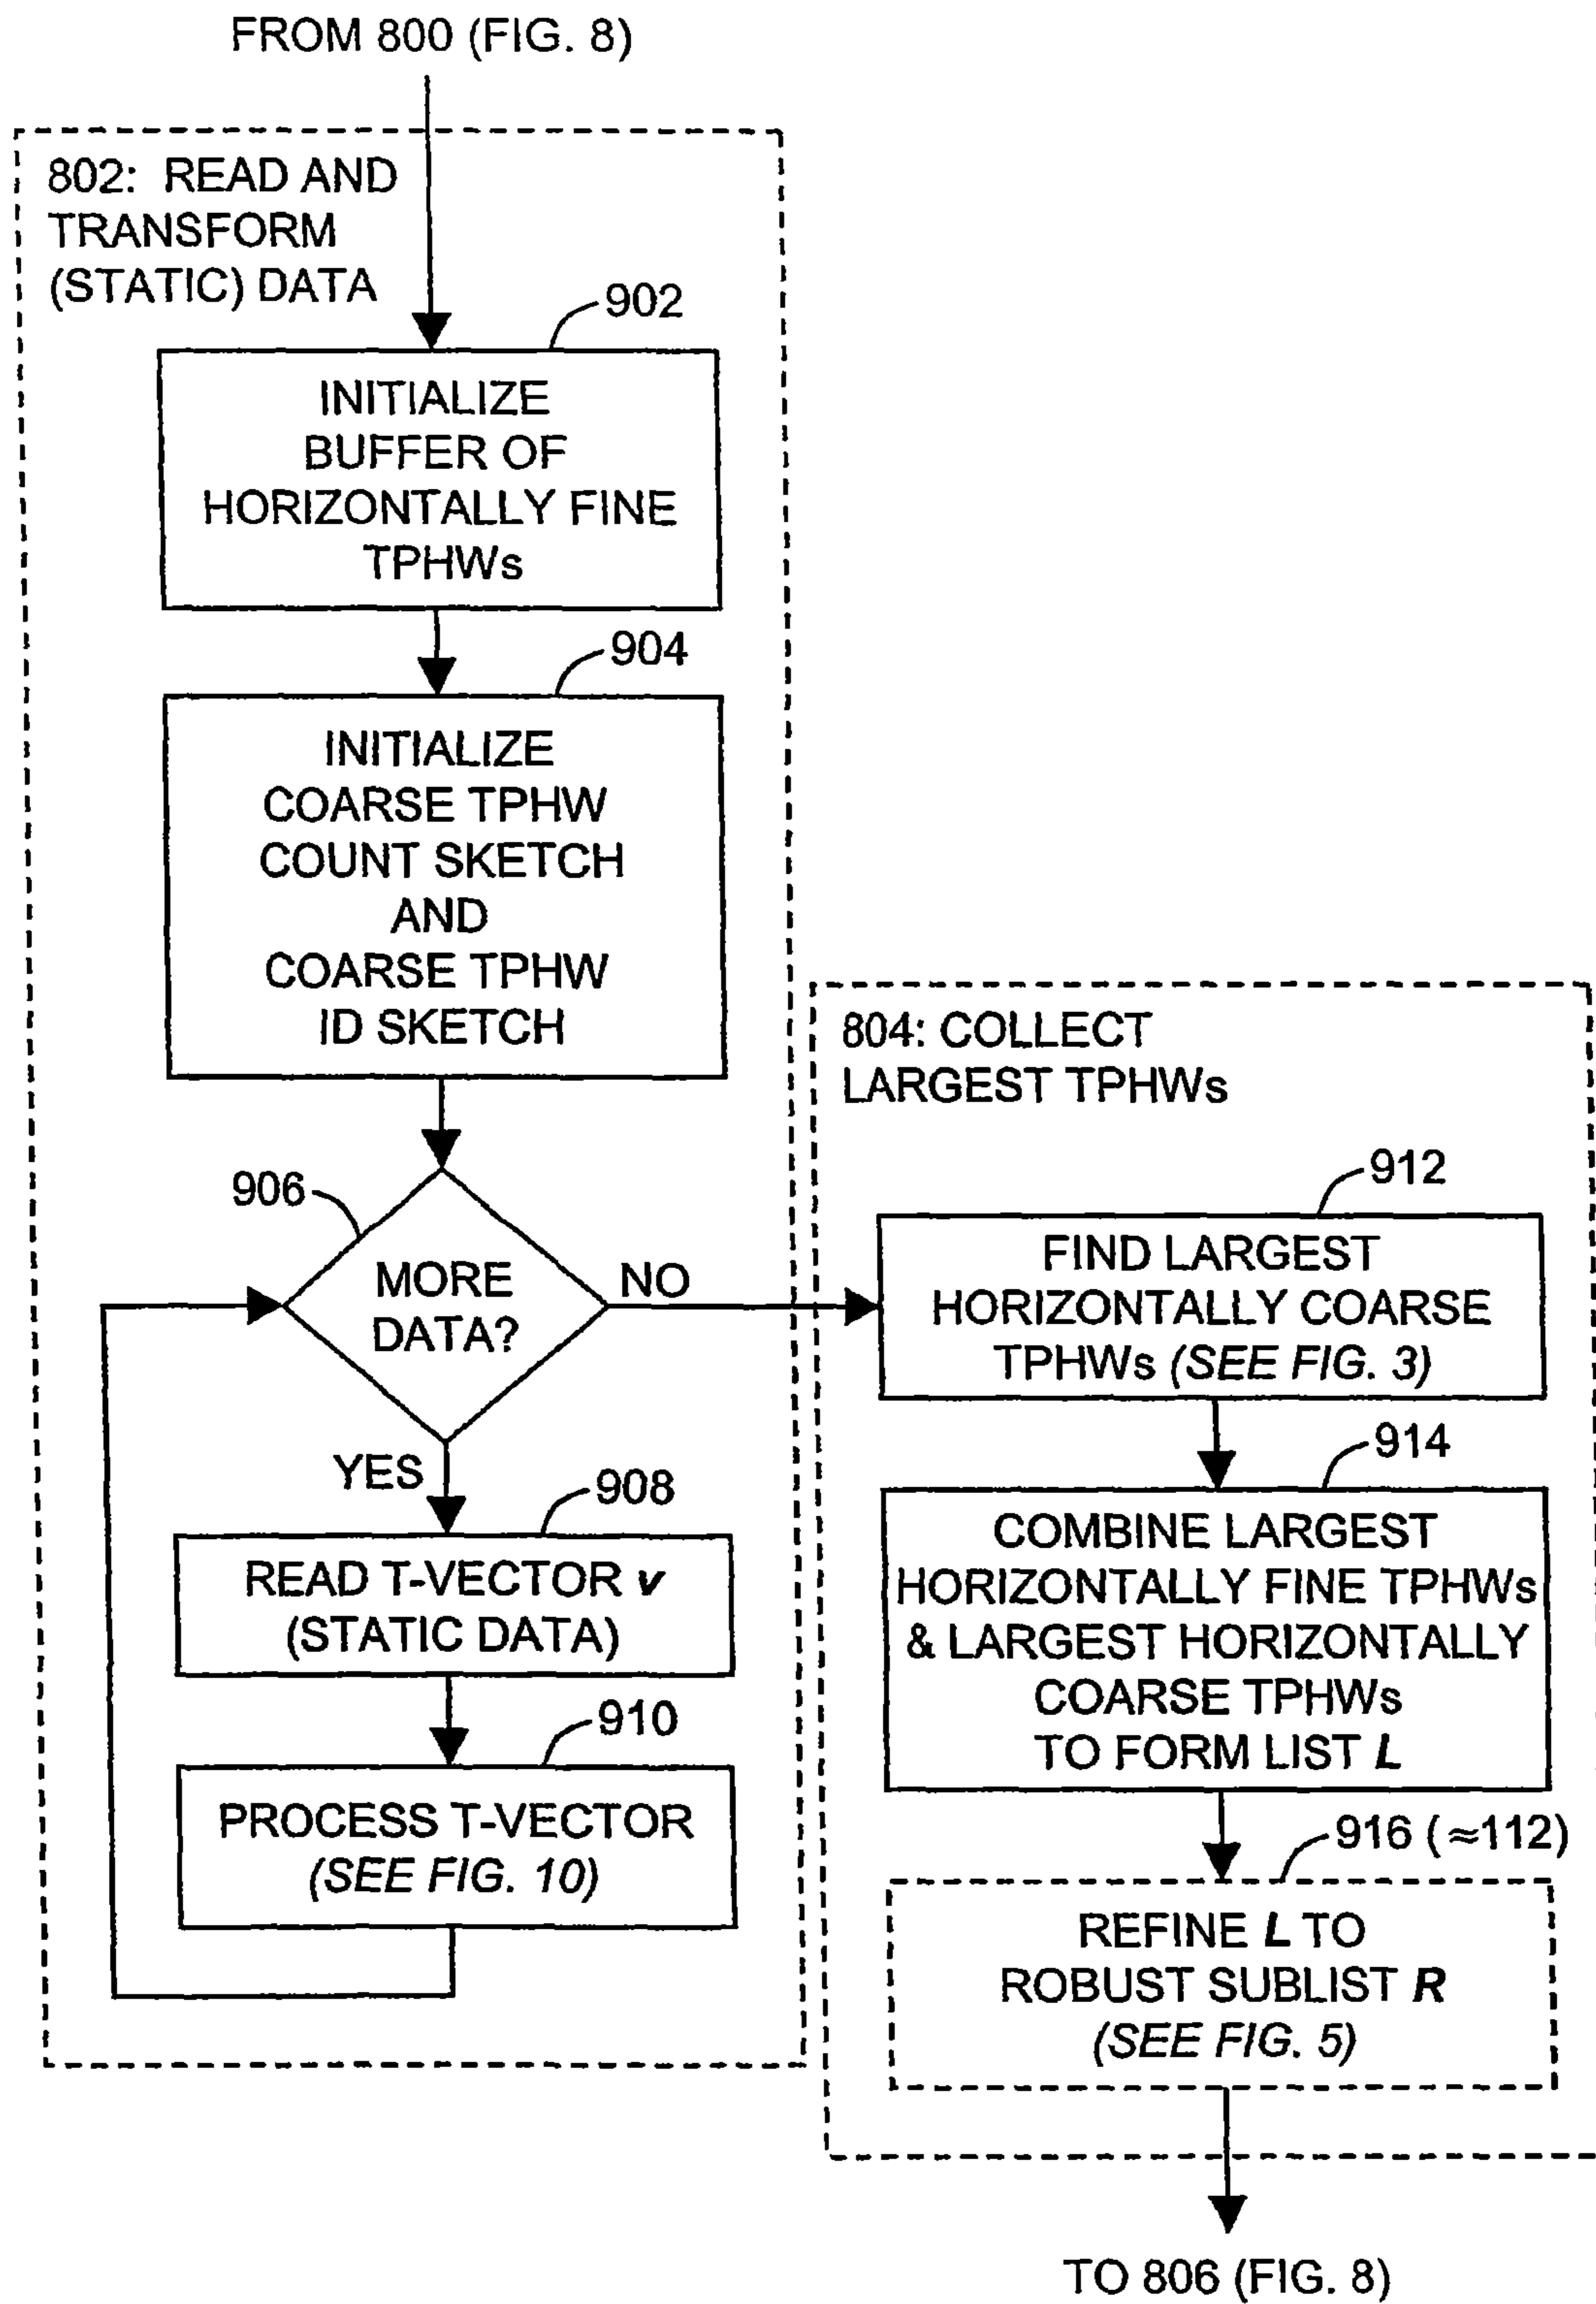 FROM 800 (FIG. 8)
802: READ AND
TRANSFORM
(STATIC) DATA
902
INITIALIZE
BUFFER OF
HORIZONTALLY FINE
TPHWs
904
INITIALIZE
COARSE TPHW
COUNT SKETCH
AND
COARSE TPHW
ID SKETCH
906
MORE
DATA?
NO
YES
908
READ T-VECTOR v
(STATIC DATA)
910
PROCESS T-VECTOR
(SEE FIG. 10)
804: COLLECT
LARGEST TPHWs
912
FIND LARGEST
HORIZONTALLY COARSE
TPHWs (SEE FIG. 3)
914
COMBINE LARGEST
HORIZONTALLY FINE TPHWs
& LARGEST HORIZONTALLY
COARSE TPHWs
TO FORM LIST L
916 (≈112)
REFINE L TO
ROBUST SUBLIST R
(SEE FIG. 5)
TO 806 (FIG. 8)